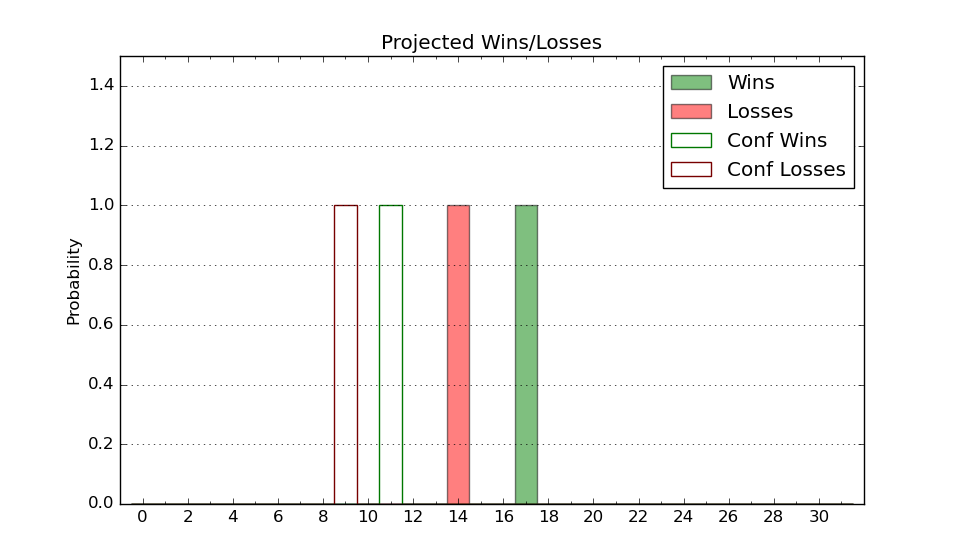 Projected Wins/Losses
Wins
Losses
Conf Wins
Conf Losses
Probability
1.4
1.2
1.0
0.8
0.6
0.4
0.2
0.0
0 2 4 6 8 10 12 14 16 18 20 22 24 26 28 30